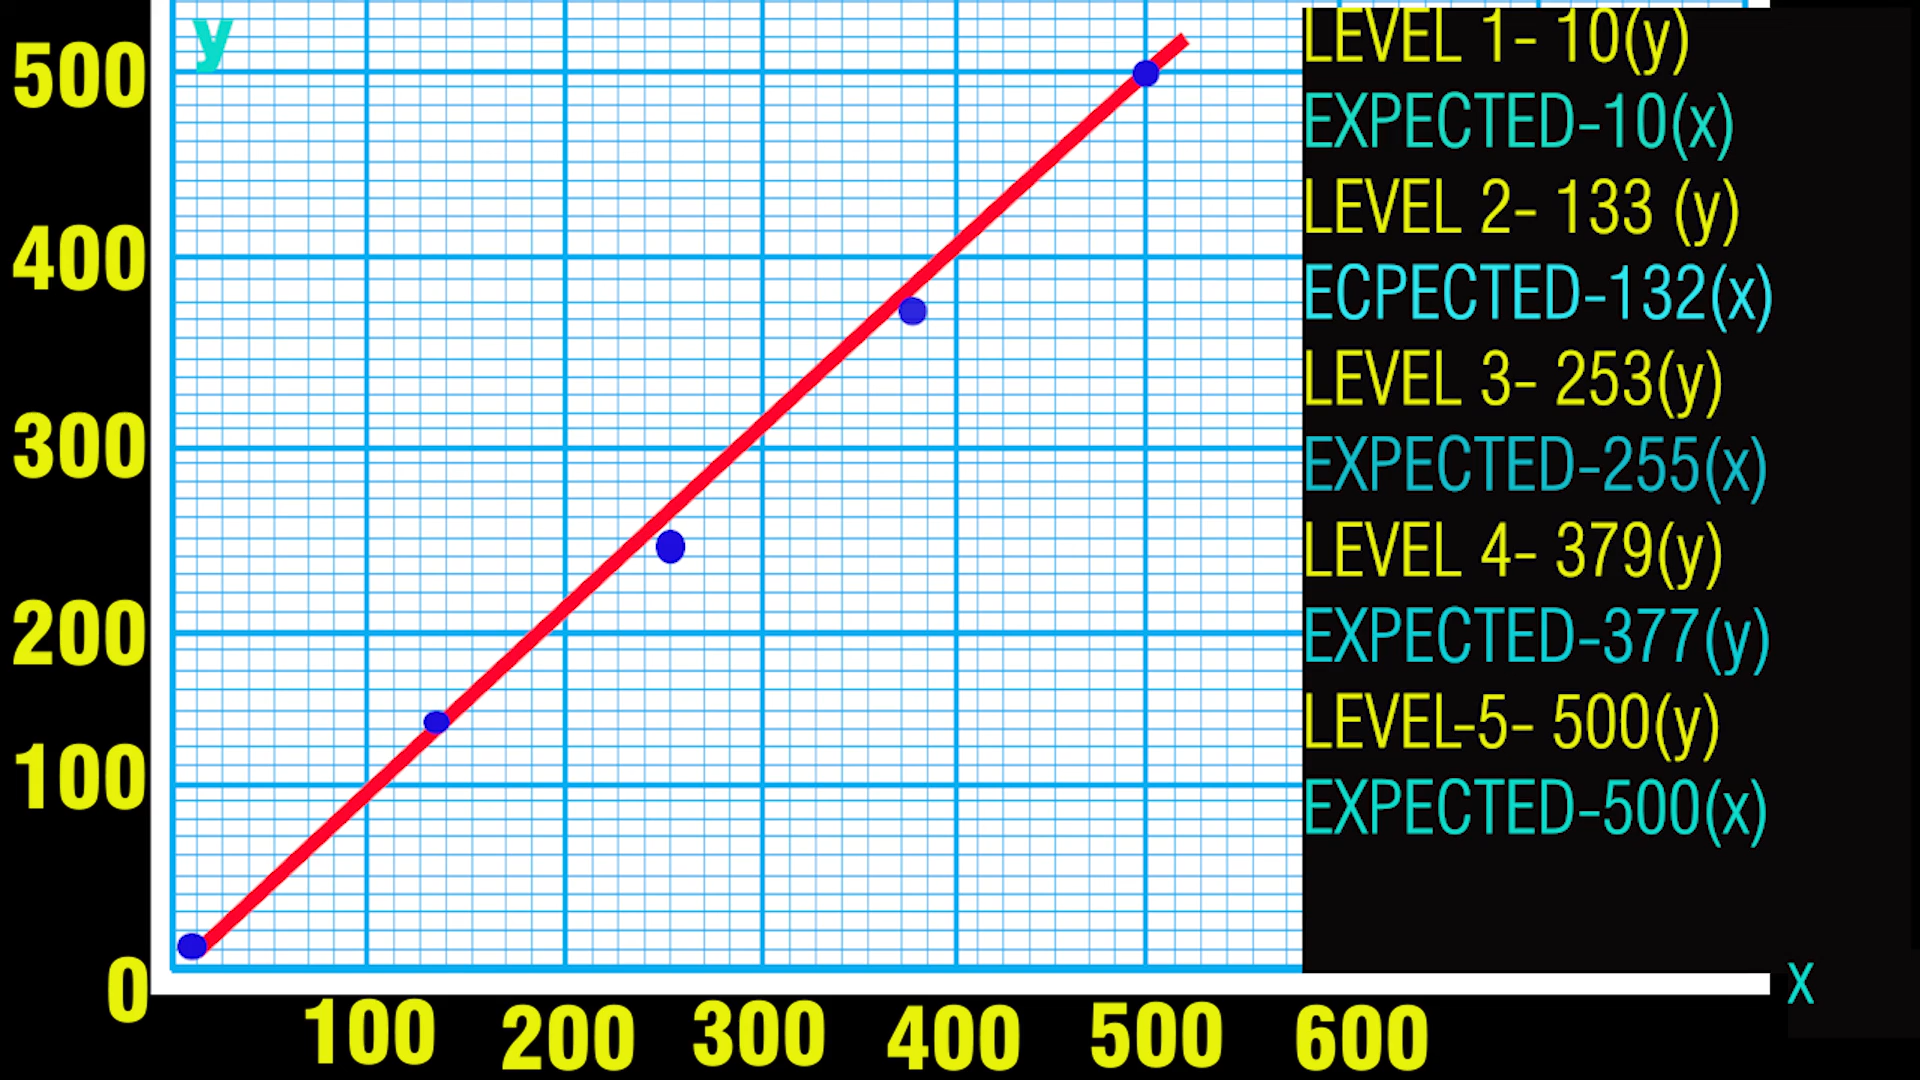 y
500
400
300
200
100
0
100 200 300 400 500 600
X
LEVEL 1- 10(y)
EXPECTED-10(x)
LEVEL 2- 133 (y)
ECPECTED-132(x)
LEVEL 3- 253(y)
EXPECTED-255(x)
LEVEL 4- 379(y)
EXPECTED-377(y)
LEVEL-5- 500(y)
EXPECTED-500(x)